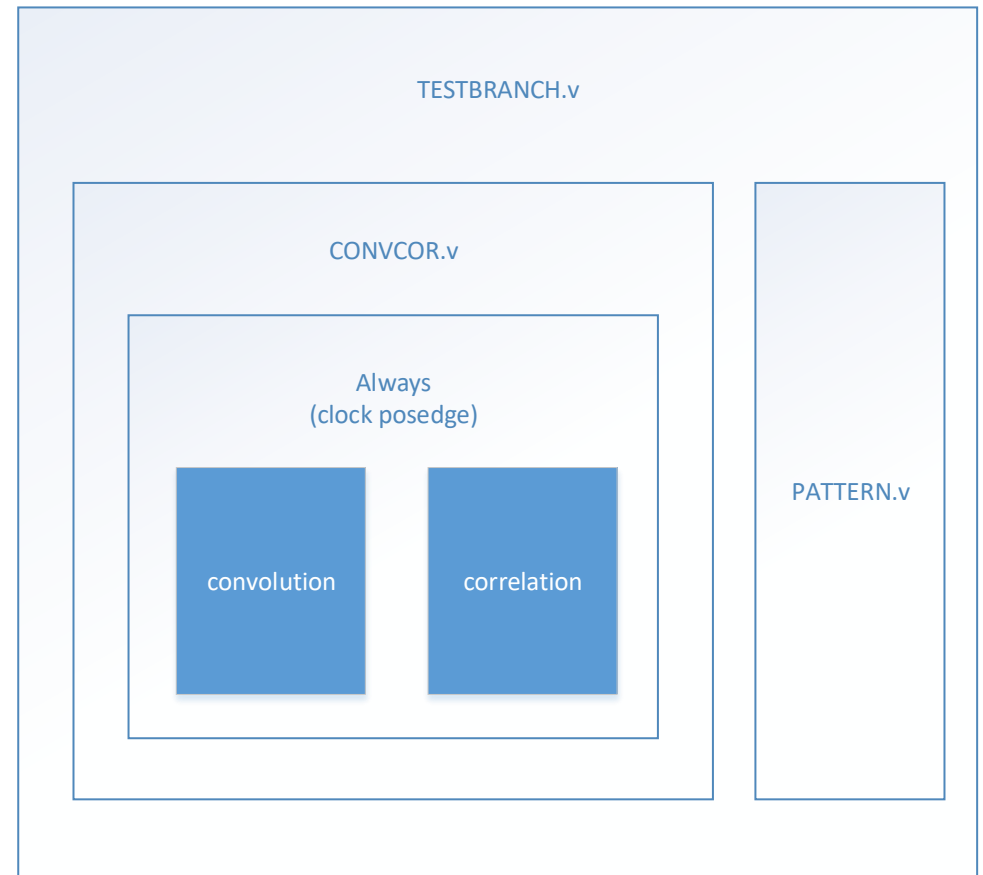 TESTBRANCH.v
CONVCOR.v
Always
(clock posedge)
convolution
correlation
PATTERN.v